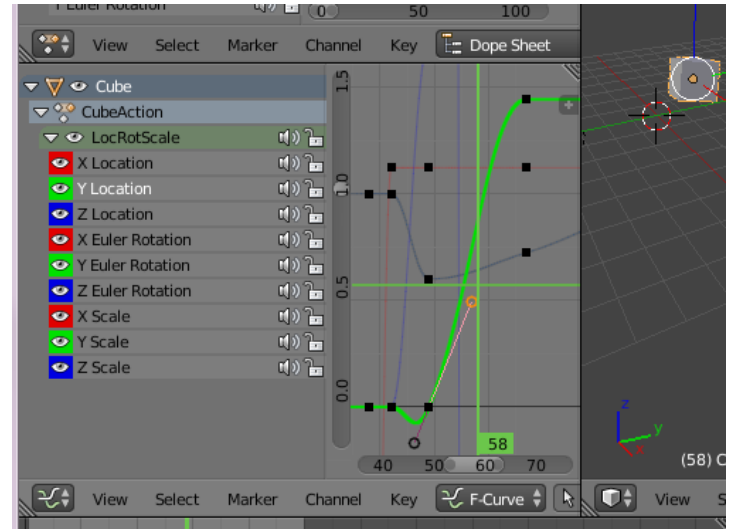 Y Euler Rotation 0 50 100
View Select Marker Channel Key Dope Sheet
Cube
CubeAction
LocRotScale
X Location
Y Location
Z Location
X Euler Rotation
Y Euler Rotation
Z Euler Rotation
X Scale
Y Scale
Z Scale
1.5
1.0
0.5
0.0
58
40 50 60 70
z
y
x
(58) C
View Select Marker Channel Key F-Curve View S